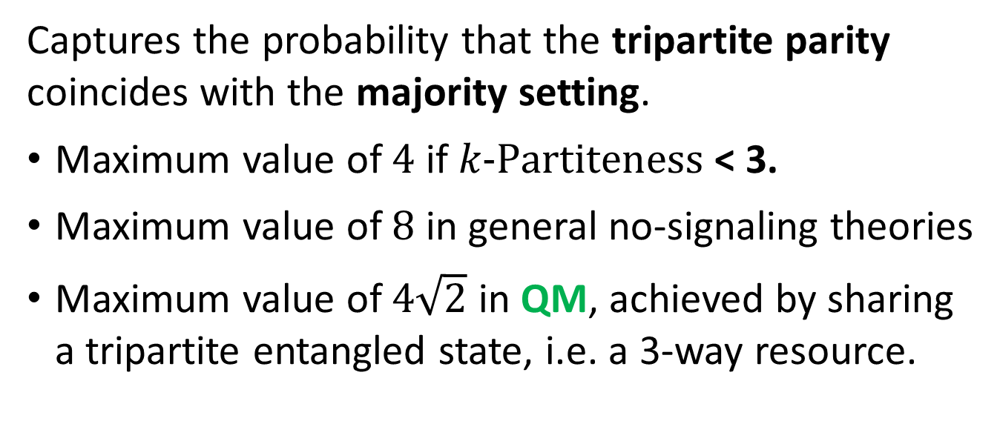 Captures the probability that the tripartite parity
coincides with the majority setting.
• Maximum value of 4 if k-Partiteness < 3.
• Maximum value of 8 in general no-signaling theories
• Maximum value of 4√2 in QM, achieved by sharing
a tripartite entangled state, i.e. a 3-way resource.